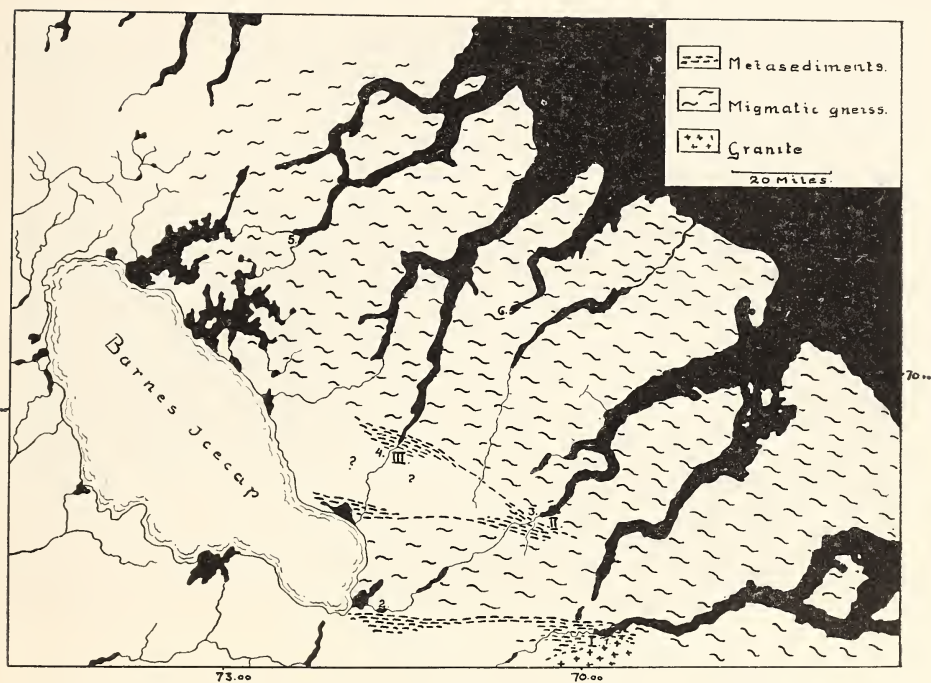 Metasediments.
Migmatic gneiss.
Granite
20 Miles.
5
6.
Barnes Icecap
70.00
4.
III
?
?
3.
II
2
I
73.00
70.00